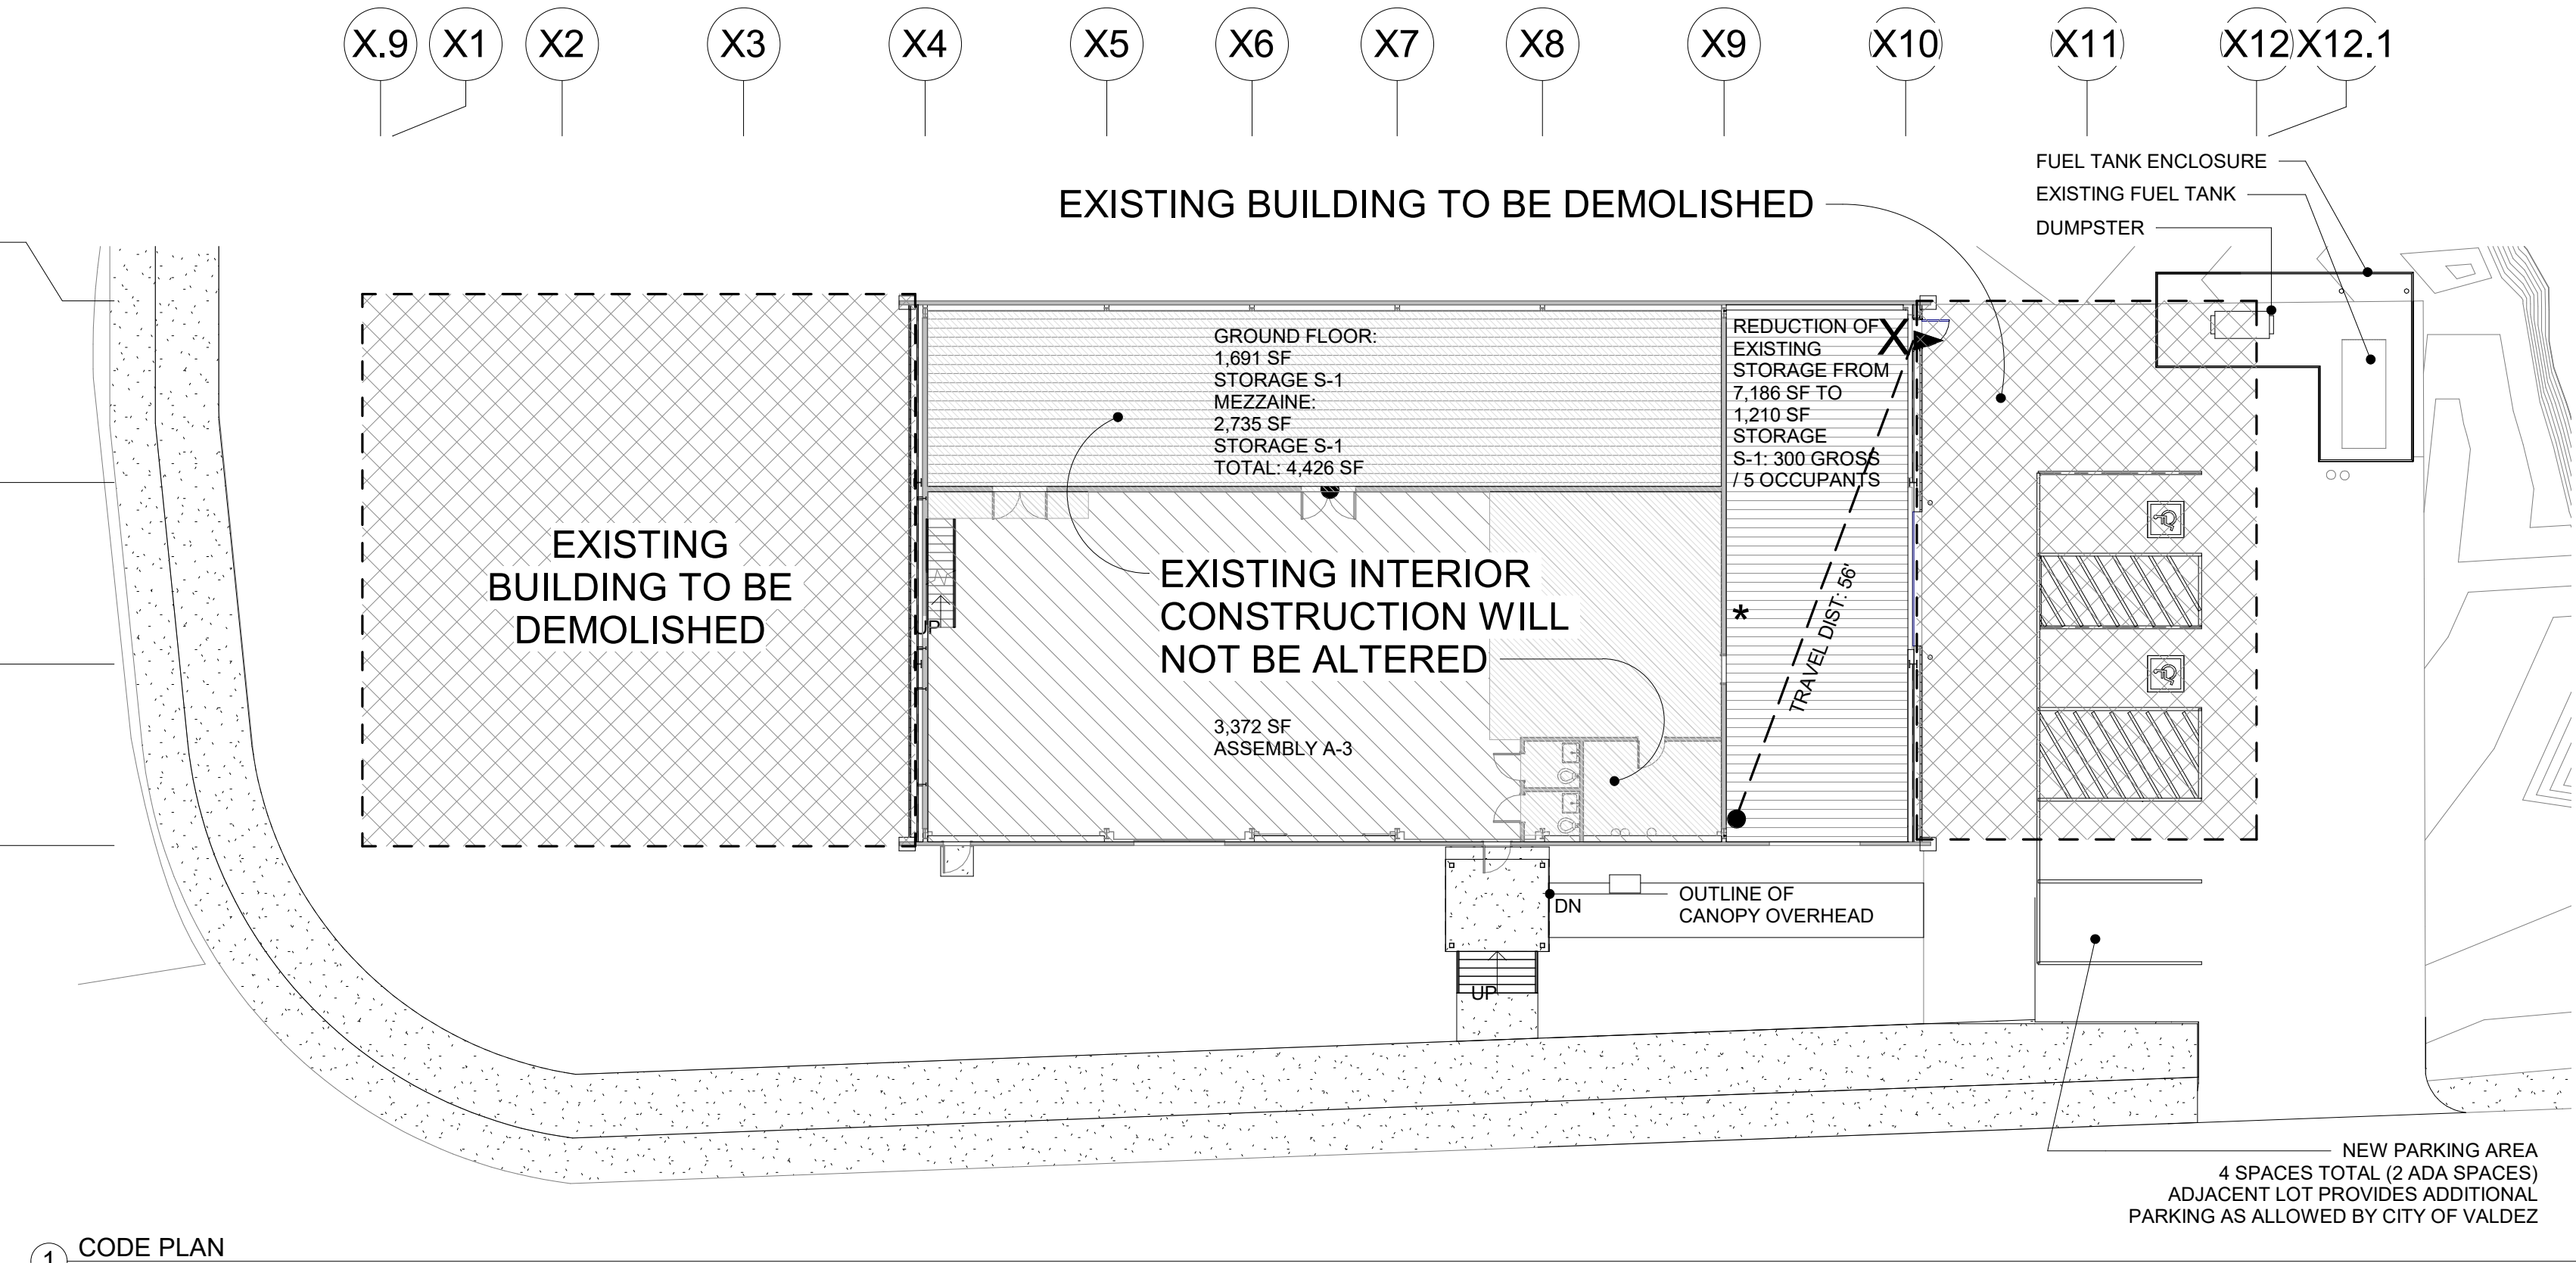 X.9 X1 X2 X3 X4 X5 X6 X7 X8 X9 X10 X11 X12 X12.1
FUEL TANK ENCLOSURE
EXISTING FUEL TANK
DUMPSTER
EXISTING BUILDING TO BE DEMOLISHED
GROUND FLOOR:
1,691 SF
STORAGE S-1
MEZZAINE:
2,735 SF
STORAGE S-1
TOTAL: 4,426 SF
REDUCTION OF
EXISTING
STORAGE FROM
7,186 SF TO
1,210 SF
STORAGE
S-1: 300 GROSS
/ 5 OCCUPANTS
X
EXISTING
BUILDING TO BE
DEMOLISHED
UP
EXISTING INTERIOR
CONSTRUCTION WILL
NOT BE ALTERED
*
TRAVEL DIST: 56'
3,372 SF
ASSEMBLY A-3
DN
OUTLINE OF
CANOPY OVERHEAD
UP
NEW PARKING AREA
4 SPACES TOTAL (2 ADA SPACES)
ADJACENT LOT PROVIDES ADDITIONAL
PARKING AS ALLOWED BY CITY OF VALDEZ
1 CODE PLAN